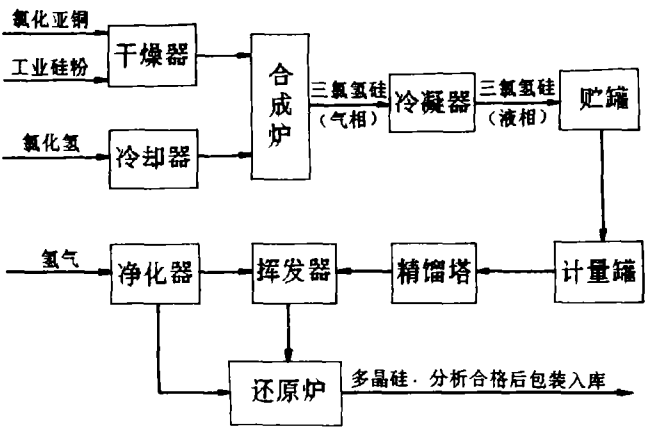 氯化亚铜
工业硅粉
干燥器
合成炉
三氯氢硅
（气相）
冷凝器
三氯氢硅
（液相）
贮罐
氯化氢
冷却器
氢气
净化器
挥发器
精馏塔
计量罐
还原炉
多晶硯．分析合格后包装入库